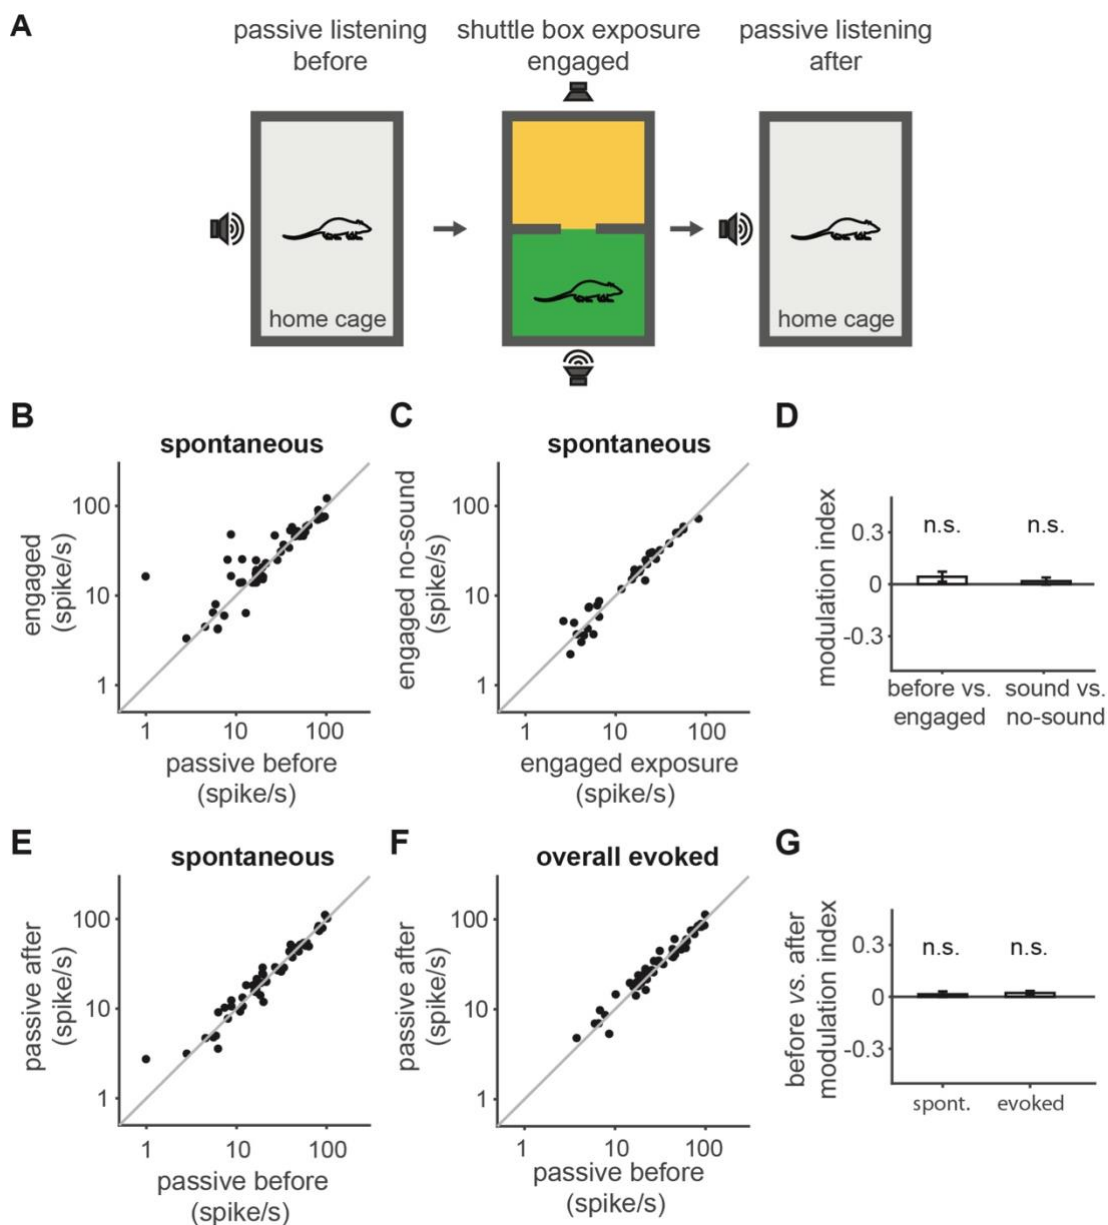 A
passive listening
before
shuttle box exposure
engaged
passive listening
after
home cage
home cage
B
spontaneous
engaged
(spike/s)
100
10
1
1
10
100
passive before
(spike/s)
C
spontaneous
engaged no-sound
(spike/s)
100
10
1
1
10
100
engaged exposure
(spike/s)
D
modulation index
0.3
0
-0.3
n.s.
n.s.
before vs.
engaged
sound vs.
no-sound
E
spontaneous
passive after
(spike/s)
100
10
1
1
10
100
passive before
(spike/s)
F
overall evoked
passive after
(spike/s)
100
10
1
1
10
100
passive before
(spike/s)
G
before vs. after
modulation index
0.3
0
-0.3
n.s.
n.s.
spont.
evoked